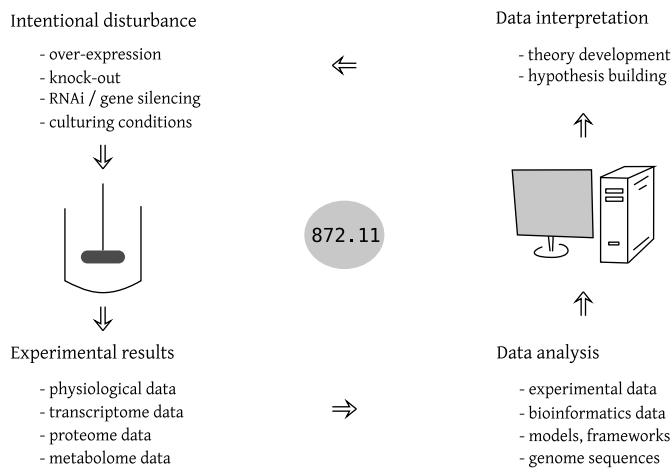 Intentional disturbance
- over-expression
- knock-out
- RNAi / gene silencing
- culturing conditions
Data interpretation
- theory development
- hypothesis building
872.11
Experimental results
- physiological data
- transcriptome data
- proteome data
- metabolome data
Data analysis
- experimental data
- bioinformatics data
- models, frameworks
- genome sequences